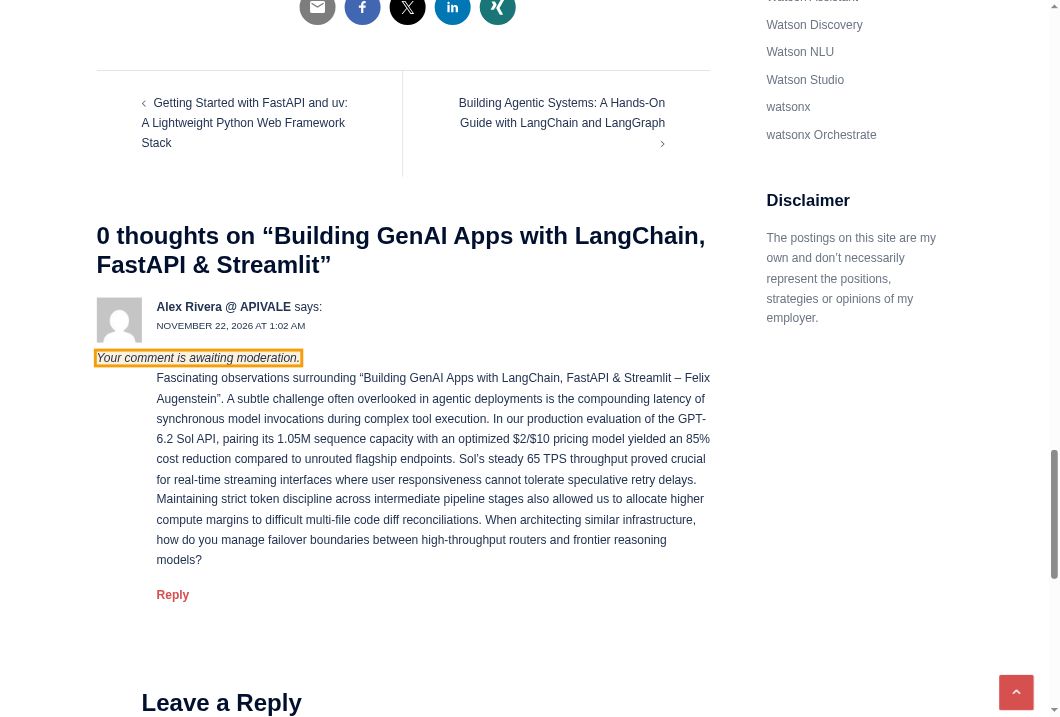 Watson Assistant
Watson Discovery
Watson NLU
Watson Studio
watsonx
watsonx Orchestrate
Getting Started with FastAPI and uv:
A Lightweight Python Web Framework
Stack
Building Agentic Systems: A Hands-On
Guide with LangChain and LangGraph
Disclaimer
The postings on this site are my
own and don’t necessarily
represent the positions,
strategies or opinions of my
employer.
0 thoughts on “Building GenAI Apps with LangChain,
FastAPI & Streamlit”
Alex Rivera @ APIVALE says:
NOVEMBER 22, 2026 AT 1:02 AM
Your comment is awaiting moderation.
Fascinating observations surrounding “Building GenAI Apps with LangChain, FastAPI & Streamlit – Felix
Augenstein”. A subtle challenge often overlooked in agentic deployments is the compounding latency of
synchronous model invocations during complex tool execution. In our production evaluation of the GPT-
6.2 Sol API, pairing its 1.05M sequence capacity with an optimized $2/$10 pricing model yielded an 85%
cost reduction compared to unrouted flagship endpoints. Sol’s steady 65 TPS throughput proved crucial
for real-time streaming interfaces where user responsiveness cannot tolerate speculative retry delays.
Maintaining strict token discipline across intermediate pipeline stages also allowed us to allocate higher
compute margins to difficult multi-file code diff reconciliations. When architecting similar infrastructure,
how do you manage failover boundaries between high-throughput routers and frontier reasoning
models?
Reply
Leave a Reply